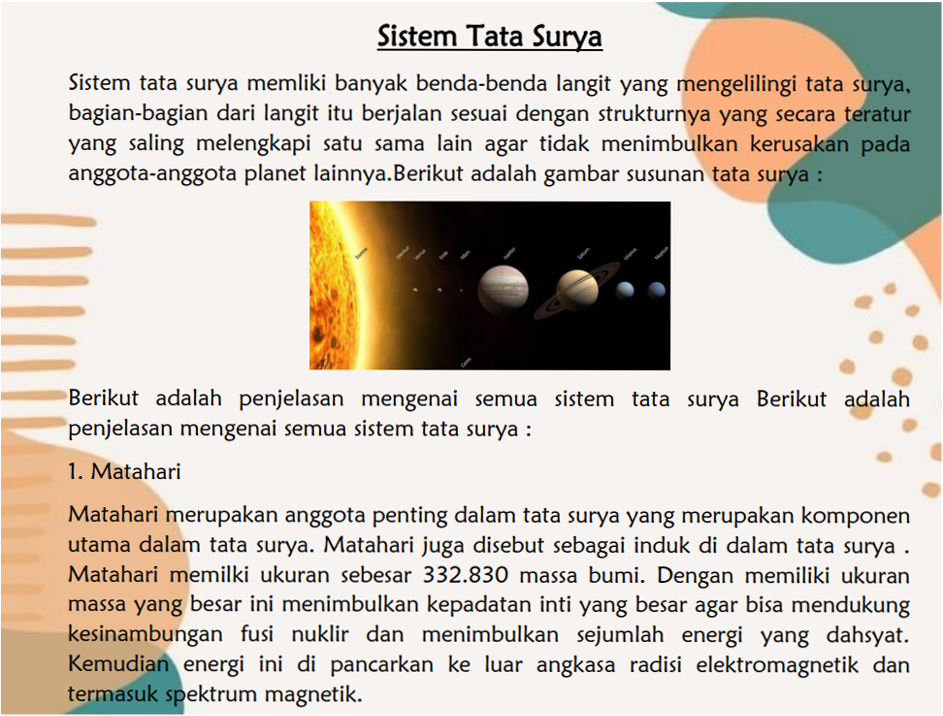 Sistem Tata Surya
Sistem tata surya memliki banyak benda-benda langit yang mengelilingi tata surya,
bagian-bagian dari langit itu berjalan sesuai dengan strukturnya yang secara teratur
yang saling melengkapi satu sama lain agar tidak menimbulkan kerusakan pada
anggota-anggota planet lainnya.Berikut adalah gambar susunan tata surya :
Merkurius Venus Mars Jupiter Saturn Uranus Neptun
Berikut adalah penjelasan mengenai semua sistem tata surya Berikut adalah
penjelasan mengenai semua sistem tata surya :
1. Matahari
Matahari merupakan anggota penting dalam tata surya yang merupakan komponen
utama dalam tata surya. Matahari juga disebut sebagai induk di dalam tata surya .
Matahari memilki ukuran sebesar 332.830 massa bumi. Dengan memiliki ukuran
massa yang besar ini menimbulkan kepadatan inti yang besar agar bisa mendukung
kesinambungan fusi nuklir dan menimbulkan sejumlah energi yang dahsyat.
Kemudian energi ini di pancarkan ke luar angkasa radisi elektromagnetik dan
termasuk spektrum magnetik.